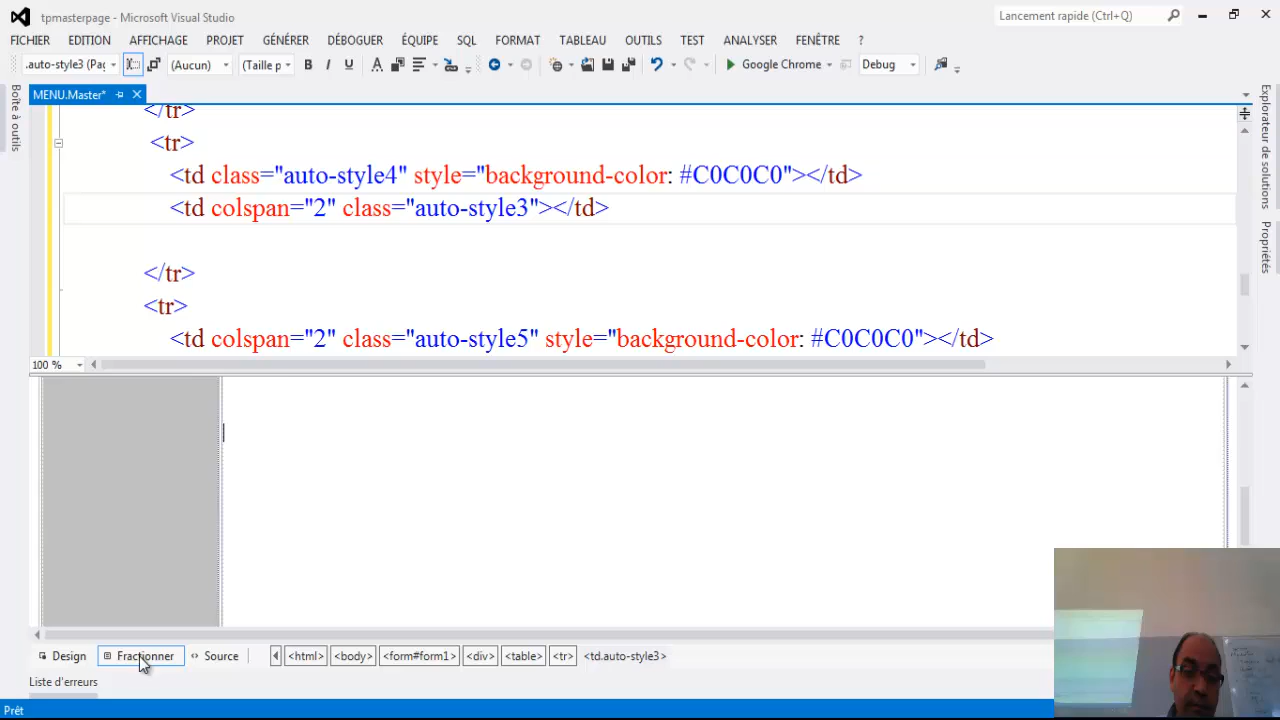 tpmasterpage - Microsoft Visual Studio
Lancement rapide (Ctrl+Q)
FICHIER EDITION AFFICHAGE PROJET GÉNÉRER DÉBOGUER ÉQUIPE SQL FORMAT TABLEAU OUTILS TEST ANALYSER FENÊTRE ?
.auto-style3 (Pa (Aucun) (Taille p B I U A Google Chrome Debug
MENU.Master*
Boîte à outils
Explorateur de solutions
Propriétés
</tr>
<tr>
<td class="auto-style4" style="background-color: #C0C0C0"></td>
<td colspan="2" class="auto-style3"></td>
</tr>
<tr>
<td colspan="2" class="auto-style5" style="background-color: #C0C0C0"></td>
100 %
Design Fractionner Source <html> <body> <form#form1> <div> <table> <tr> <td.auto-style3>
Liste d'erreurs
Prêt